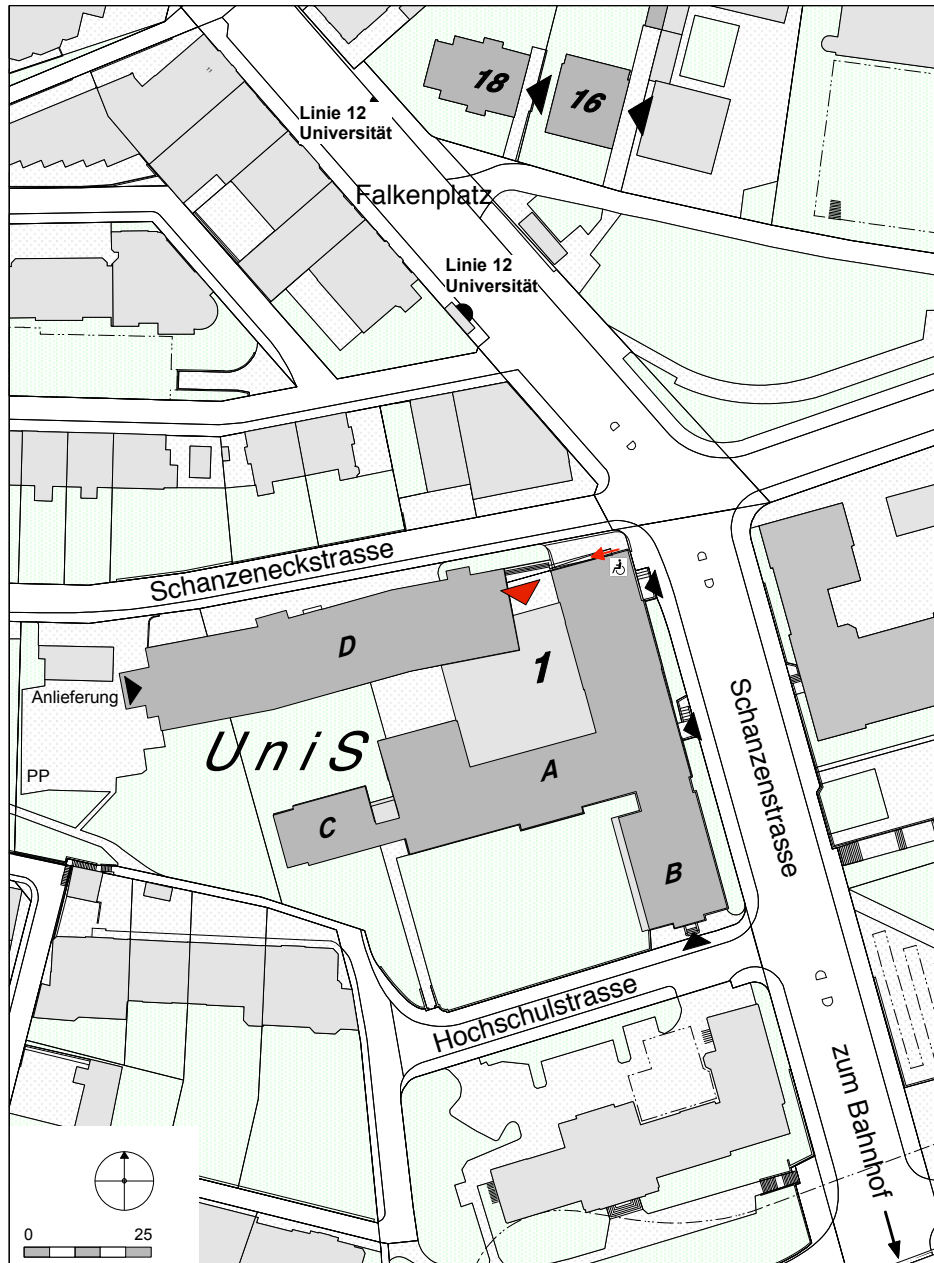 18
16
Linie 12
Universität
Falkenplatz
Linie 12
Universität
Schanzeneckstrasse
D
1
Anlieferung
UniS
PP
A
Schanzenstrasse
C
B
Hochschulstrasse
zum Bahnhof
0 25